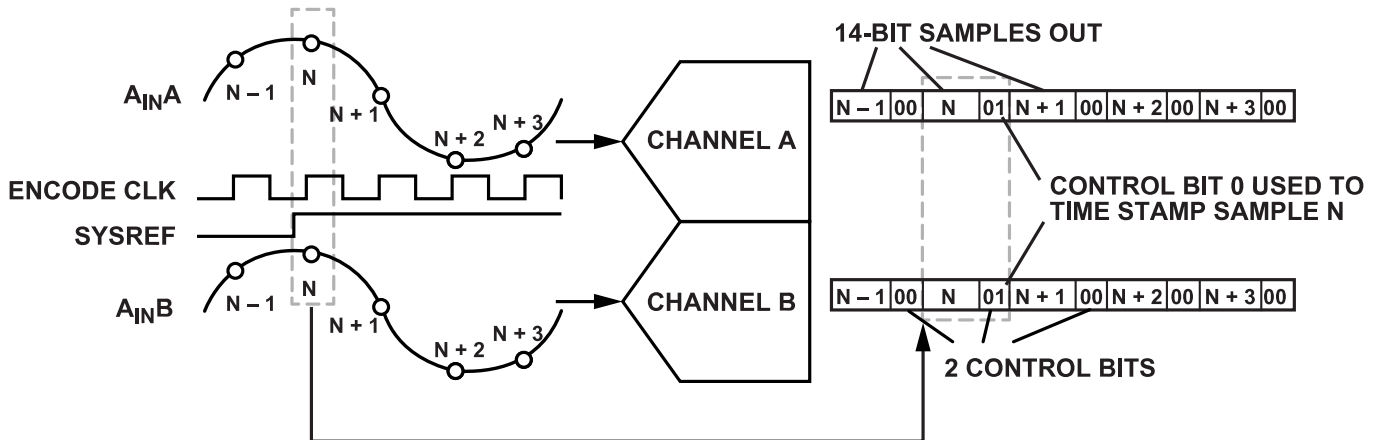 14-BIT SAMPLES OUT
AINA
N – 1
N
N + 1
N + 2
N + 3
CHANNEL A
N – 1 00 N 01 N + 1 00 N + 2 00 N + 3 00
ENCODE CLK
SYSREF
CONTROL BIT 0 USED TO
TIME STAMP SAMPLE N
AINB
N – 1
N
N + 1
N + 2
N + 3
CHANNEL B
N – 1 00 N 01 N + 1 00 N + 2 00 N + 3 00
2 CONTROL BITS